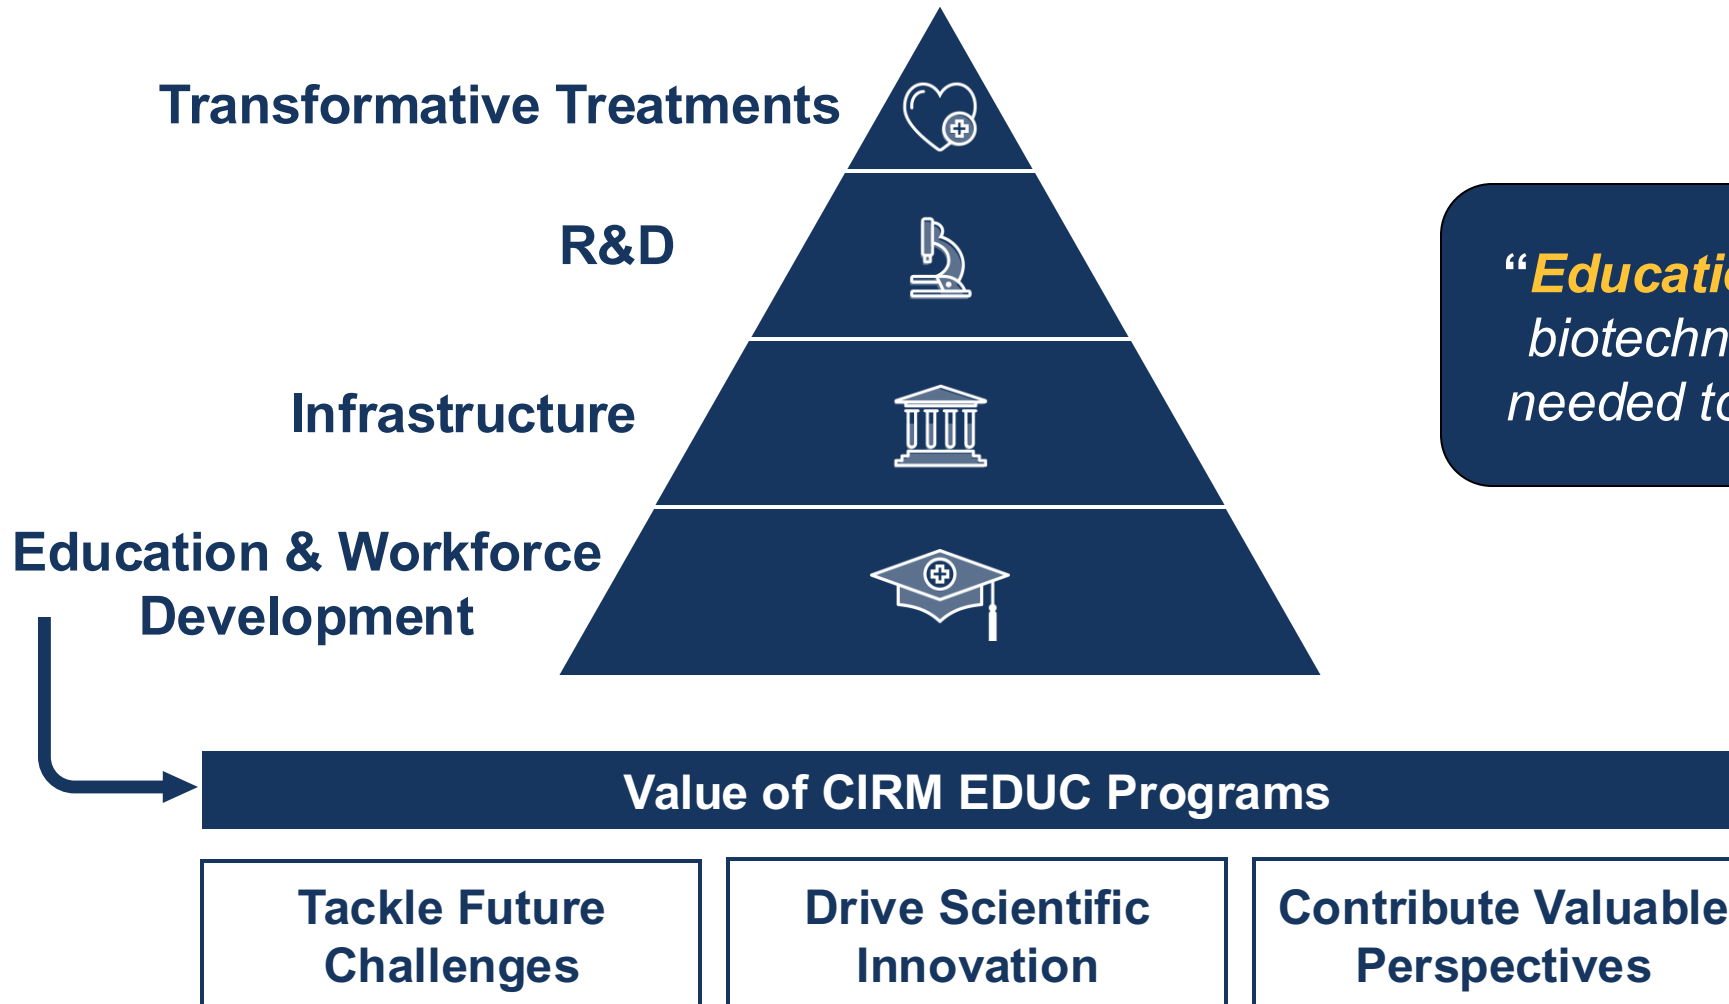 Transformative Treatments
R&D
Infrastructure
Education & Workforce
Development
“
needed
Value of CIRM EDUC Programs
Tackle Future
Challenges
Drive Scientific
Innovation
Contribute Valuable
Perspectives